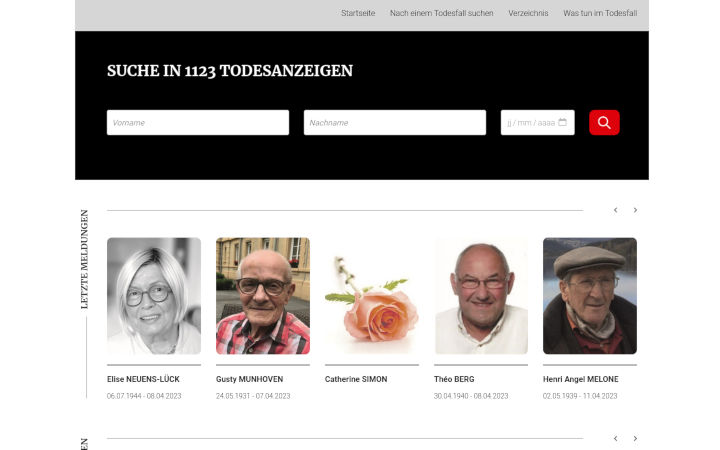 Startseite Nach einem Todesfall suchen Verzeichnis Was tun im Todesfall
SUCHE IN 1123 TODESANZEIGEN
Vorname Nachname jj / mm / aaaa
LETZTE MELDUNGEN
Elise NEUENS-LÜCK Gusty MUNHOVEN Catherine SIMON Théo BERG Henri Angel MELONE
06.07.1944 - 08.04.2023 24.05.1931 - 07.04.2023 30.04.1940 - 08.04.2023 02.05.1939 - 11.04.2023
EN